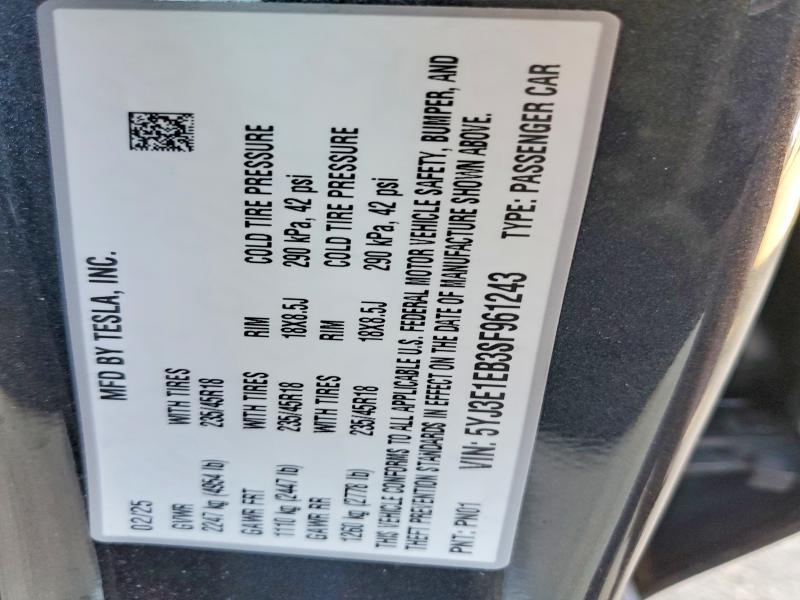 MFD BY TESLA, INC.
02/25
GVWR WITH TIRES
2247 kg (4954 lb) 235/45R18
GAWR FRT WITH TIRES RIM COLD TIRE PRESSURE
1110 kg (2447 lb) 235/45R18 18X8.5J 290 kPa, 42 psi
GAWR RR WITH TIRES RIM COLD TIRE PRESSURE
1260 kg (2778 lb) 235/45R18 18X8.5J 290 kPa, 42 psi
THIS VEHICLE CONFORMS TO ALL APPLICABLE U.S. FEDERAL MOTOR VEHICLE SAFETY, BUMPER, AND
THEFT PREVENTION STANDARDS IN EFFECT ON THE DATE OF MANUFACTURE SHOWN ABOVE.
PNT: PN01 VIN: 5YJ3E1EB3SF961243 TYPE: PASSENGER CAR